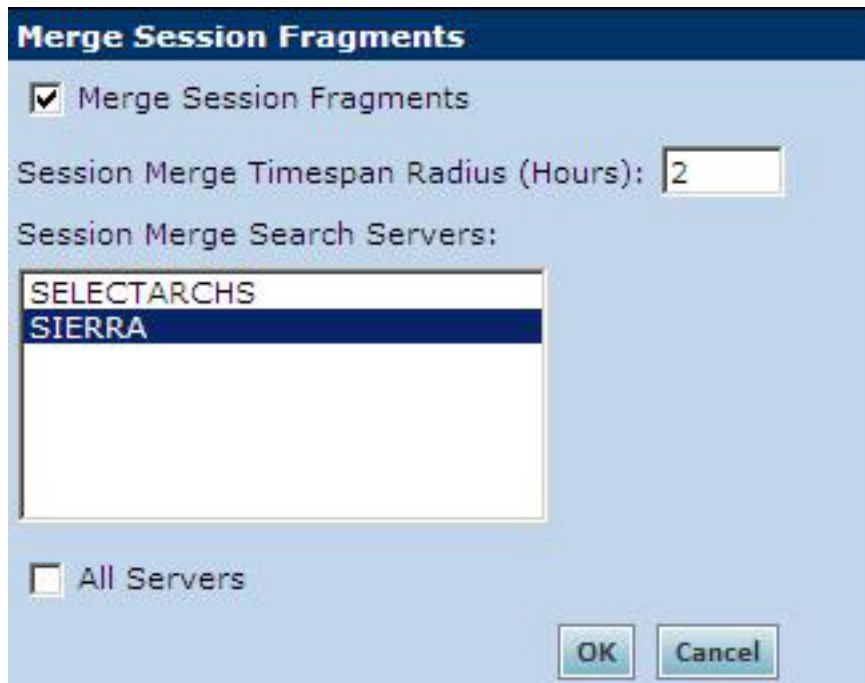 Merge Session Fragments
Merge Session Fragments
Session Merge Timespan Radius (Hours): 2
Session Merge Search Servers:
SELECTARCHS
SIERRA
All Servers
OK Cancel